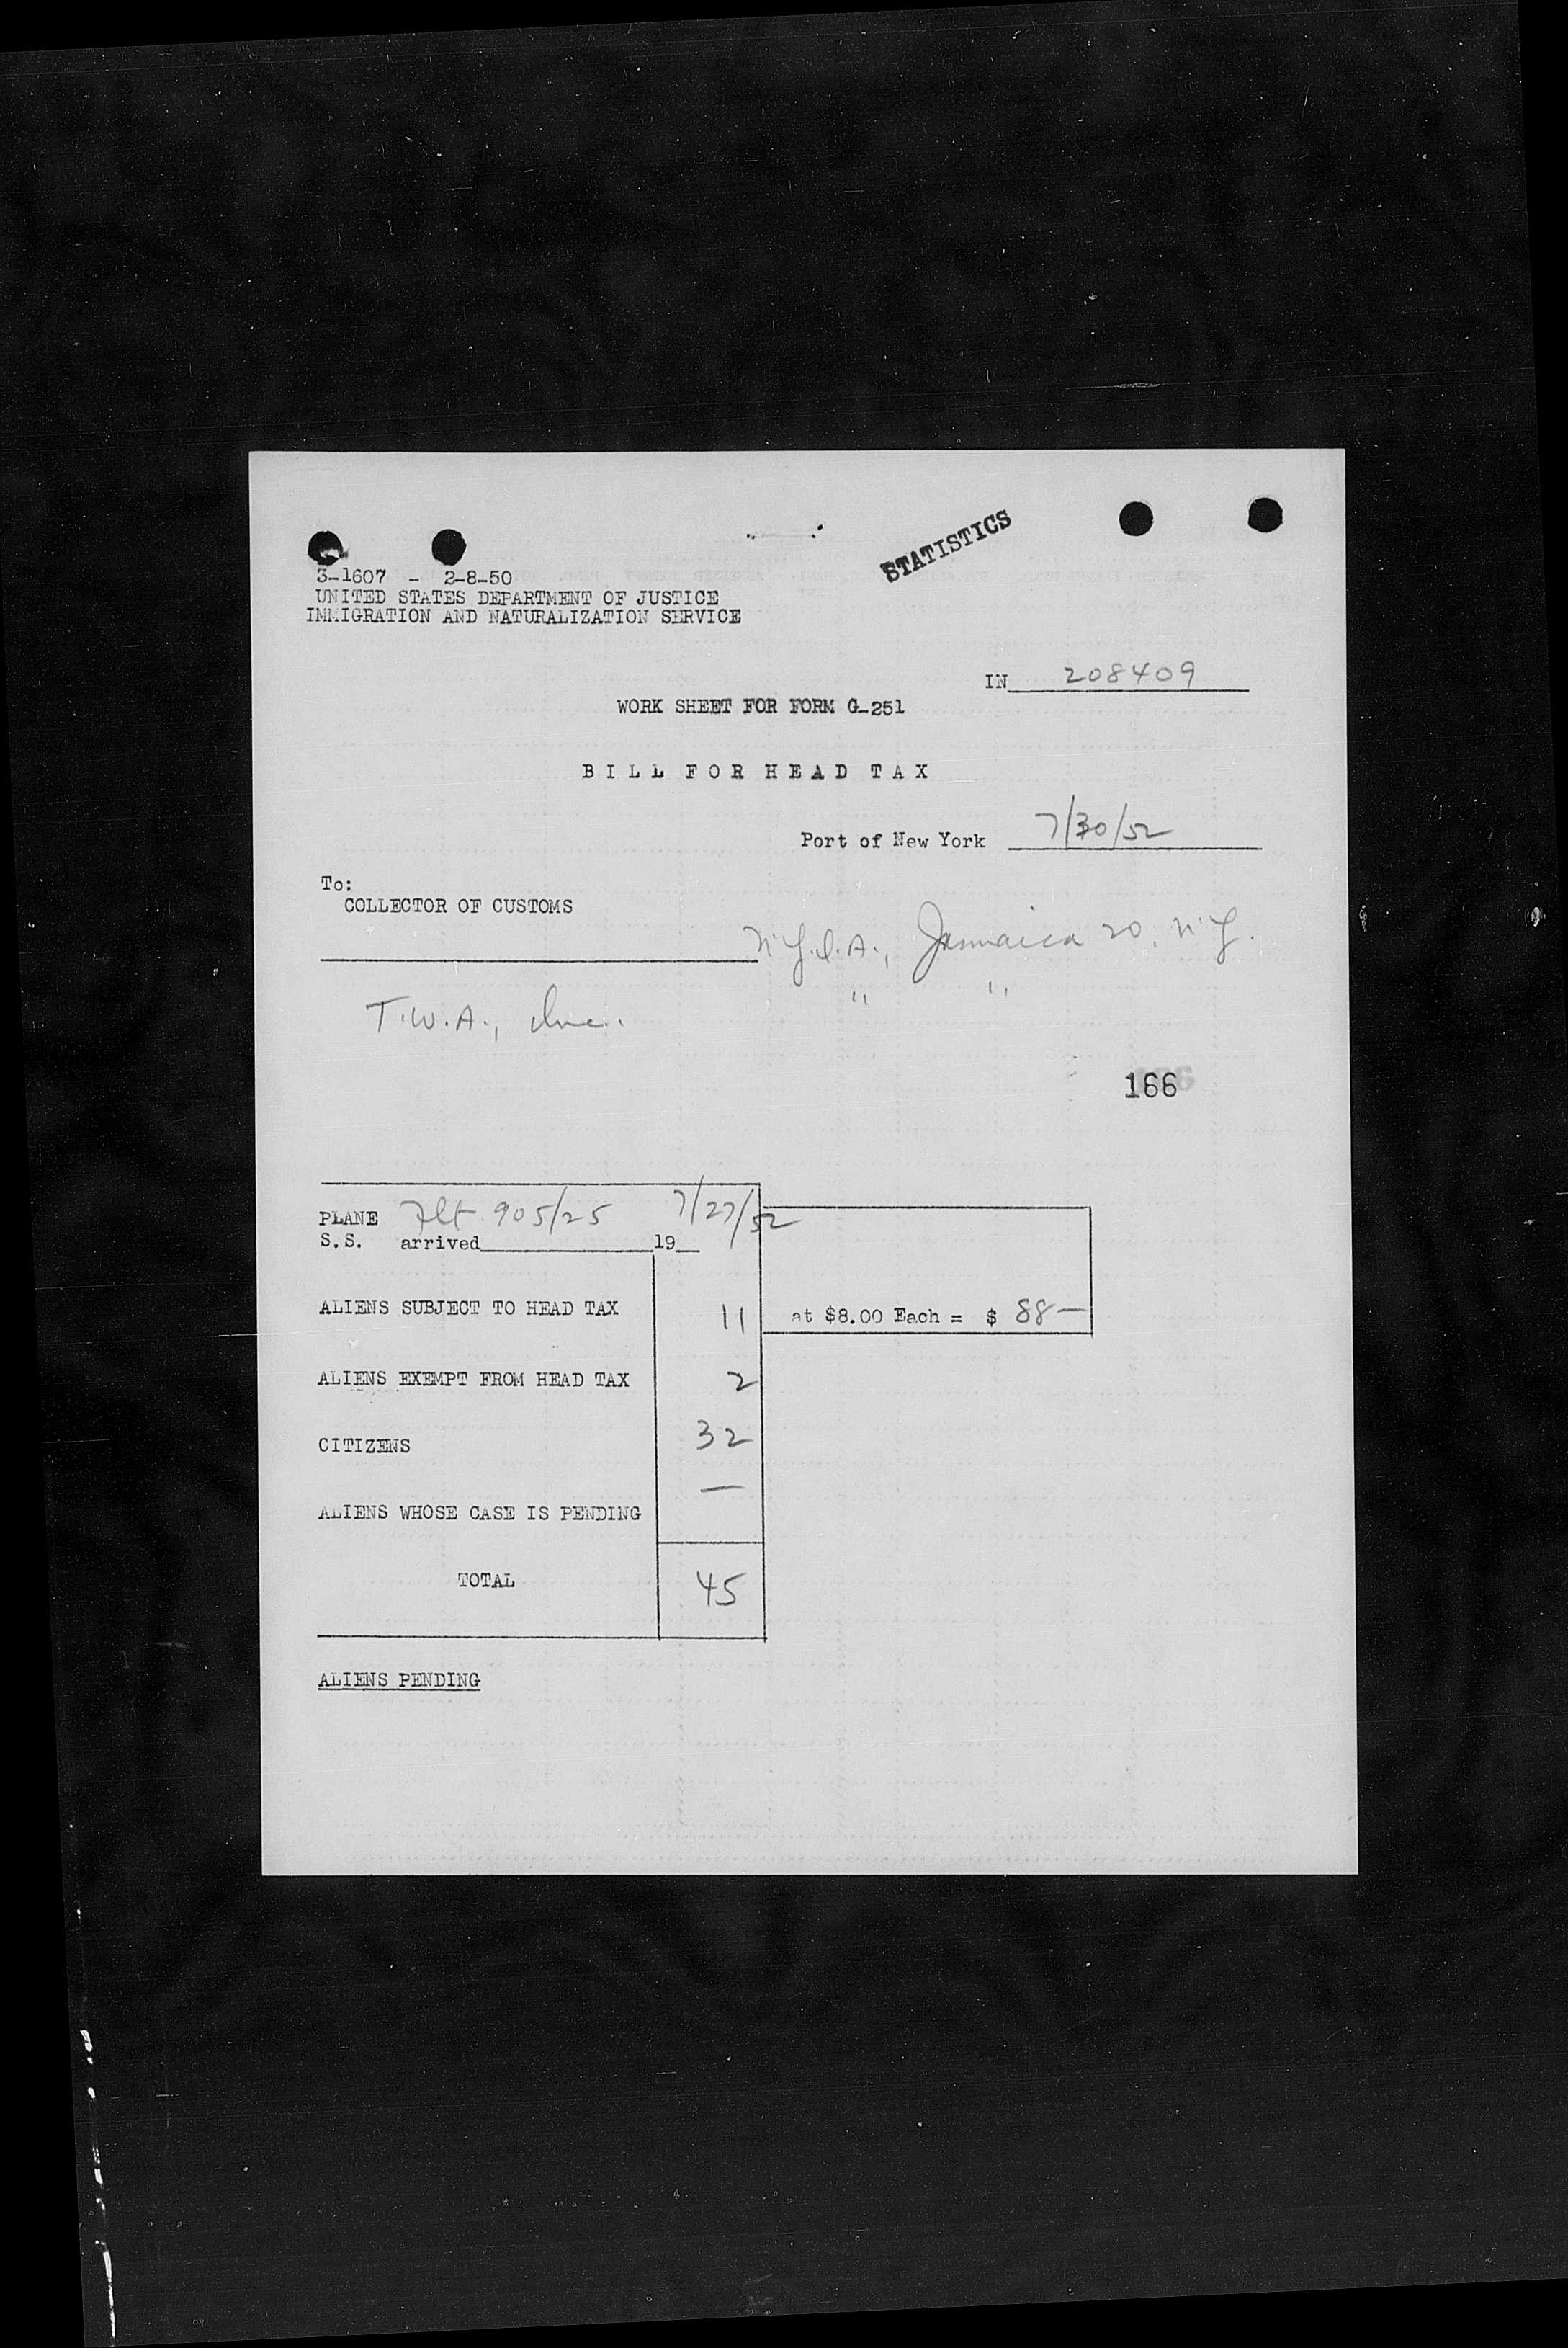 STATISTICS
3-1607 - 2-8-50
UNITED STATES DEPARTMENT OF JUSTICE
IMMIGRATION AND NATURALIZATION SERVICE
IN 208409
WORK SHEET FOR FORM G-251
BILL FOR HEAD TAX
Port of New York 7/30/52
To:
COLLECTOR OF CUSTOMS
N.Y.I.A., Jamaica 20, N.Y.
T.W.A., Inc. " "
166
PLANE Flt 905/25 7/27/52
S.S. arrived 19
ALIENS SUBJECT TO HEAD TAX 11 at $8.00 Each = $ 88—
ALIENS EXEMPT FROM HEAD TAX 2
CITIZENS 32
ALIENS WHOSE CASE IS PENDING —
TOTAL 45
ALIENS PENDING